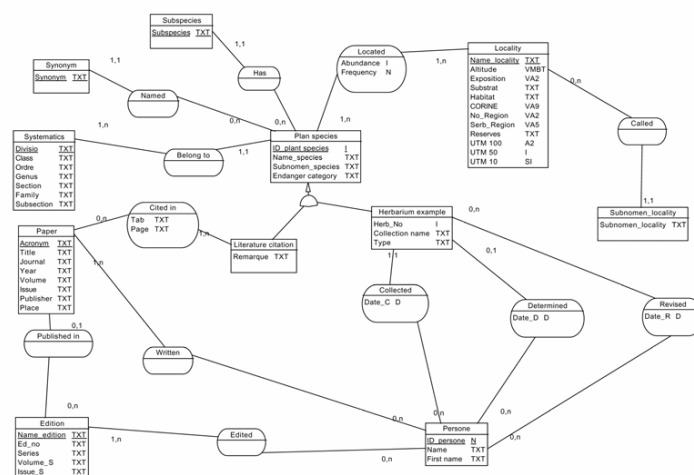 Subspecies
Subspecies TXT
1,1
1,1
Synonym
Synonym TXT
Has
Named
0,n
0,n
Located
Abundance I
Frequency N
1,n
1,n
Locality
Name_locality TXT
Altitude VMBT
Exposition VA2
Substrat TXT
Habitat TXT
CORINE VA9
No_Region VA2
Serb_Region VA5
Reserves TXT
UTM 100 A2
UTM 50 I
UTM 10 SI
0,n
Called
1,1
Subnomen_locality
Subnomen_locality TXT
Systematics
Divisio TXT
Class TXT
Ordre TXT
Genus TXT
Section TXT
Family TXT
Subsection TXT
1,n
Belong to
1,1
Plan species
ID_plant species I
Name_species TXT
Subnomen_species TXT
Endanger category TXT
Cited in
Tab TXT
Page TXT
0,n
1,n
Literature citation
Remarque TXT
Herbarium example
Herb_No I
Collection name TXT
Type TXT
0,n
0,1
1,1
Paper
Acronym TXT
Title TXT
Journal TXT
Year TXT
Volume TXT
Issue TXT
Publisher TXT
Place TXT
1,n
0,1
Published in
Collected
Date_C D
Determined
Date_D D
Revised
Date_R D
Written
0,n
0,n
0,n
0,n
0,n
Edition
Name_edition TXT
Ed_no TXT
Series TXT
Volume_S TXT
Issue_S TXT
1,n
Edited
0,n
Persone
ID_persone N
Name TXT
First name TXT